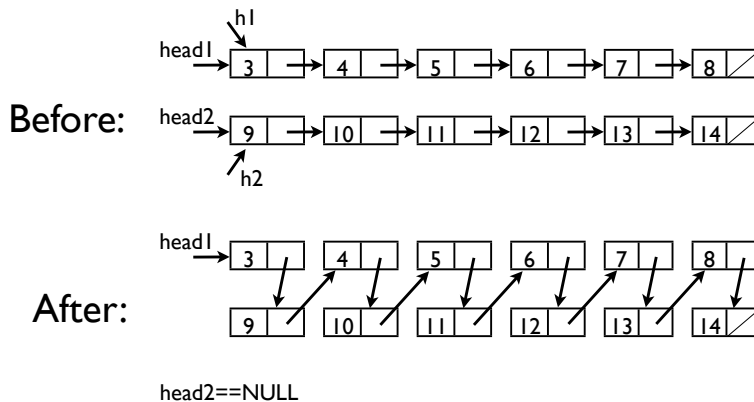 h1
head1
3 4 5 6 7 8
Before:
head2
9 10 11 12 13 14
h2
head1
3 4 5 6 7 8
After:
9 10 11 12 13 14
head2==NULL